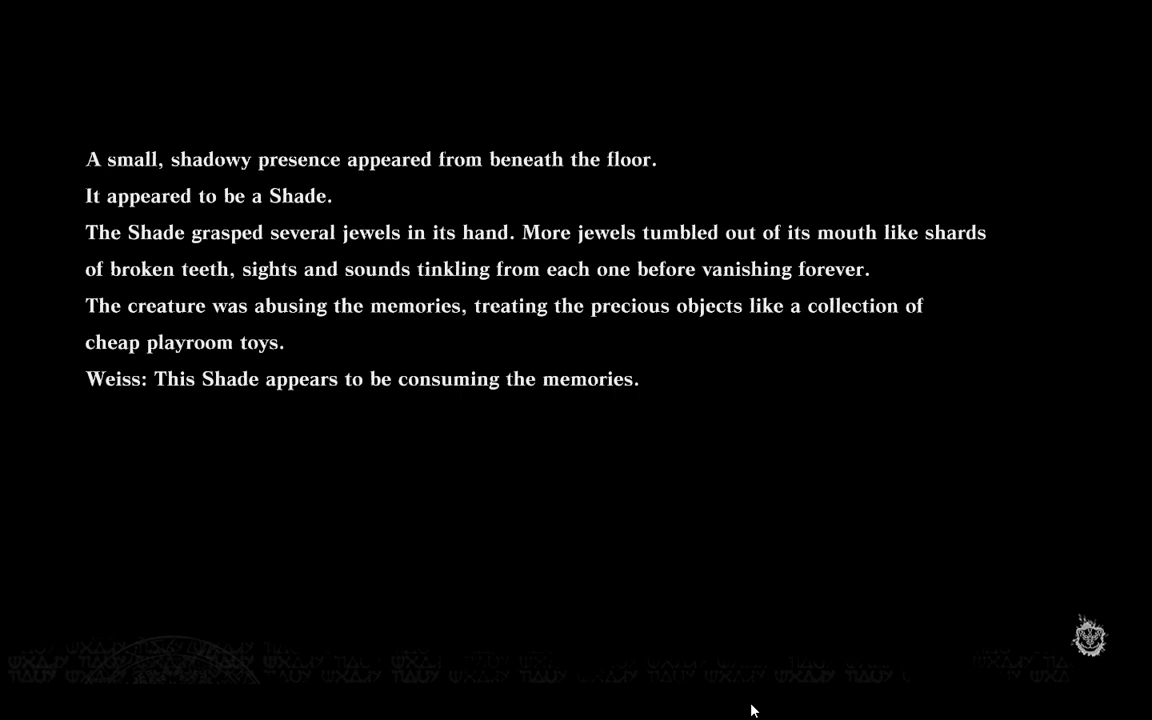 A small, shadowy presence appeared from beneath the floor.
It appeared to be a Shade.
The Shade grasped several jewels in its hand. More jewels tumbled out of its mouth like shards
of broken teeth, sights and sounds tinkling from each one before vanishing forever.
The creature was abusing the memories, treating the precious objects like a collection of
cheap playroom toys.
Weiss: This Shade appears to be consuming the memories.